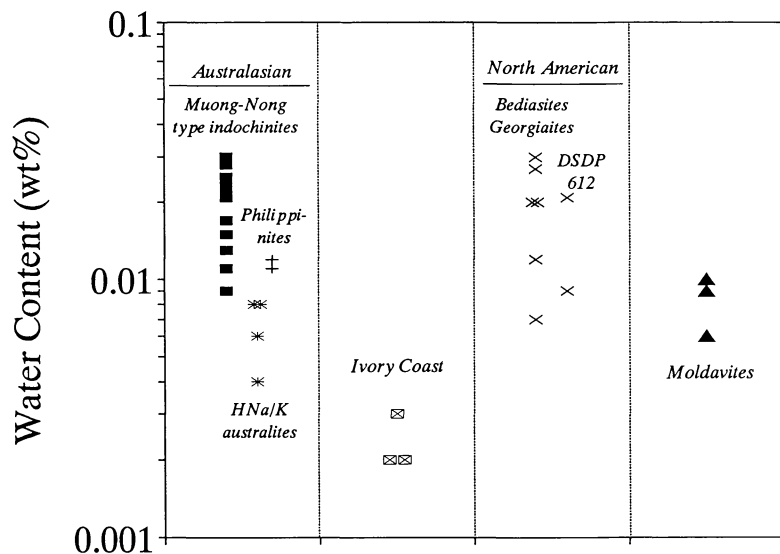 Water Content (wt%)
0.1
0.01
0.001
Australasian
Muong-Nong
type indochinites
Philippi-
nites
HNa/K
australites
Ivory Coast
North American
Bediasites
Georgiaites
DSDP
612
Moldavites